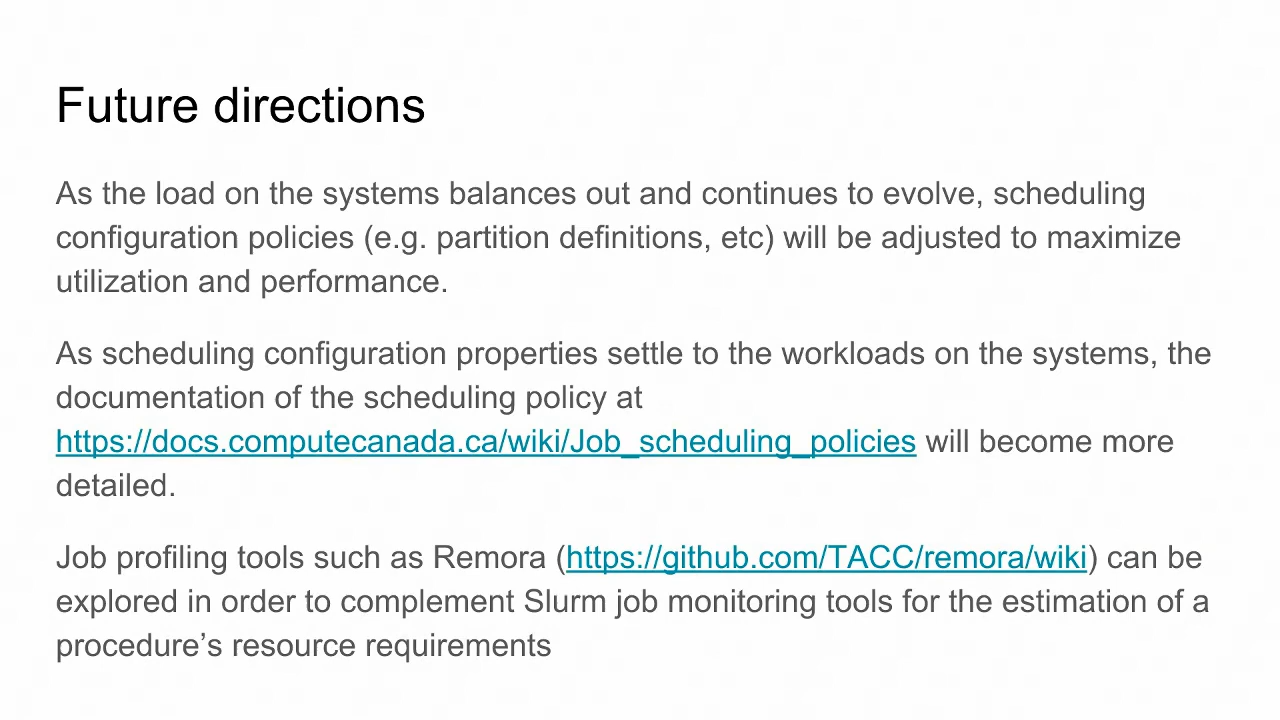 Future directions
As the load on the systems balances out and continues to evolve, scheduling
configuration policies (e.g. partition definitions, etc) will be adjusted to maximize
utilization and performance.
As scheduling configuration properties settle to the workloads on the systems, the
documentation of the scheduling policy at
https://docs.computecanada.ca/wiki/Job_scheduling_policies will become more
detailed.
Job profiling tools such as Remora (https://github.com/TACC/remora/wiki) can be
explored in order to complement Slurm job monitoring tools for the estimation of a
procedure’s resource requirements